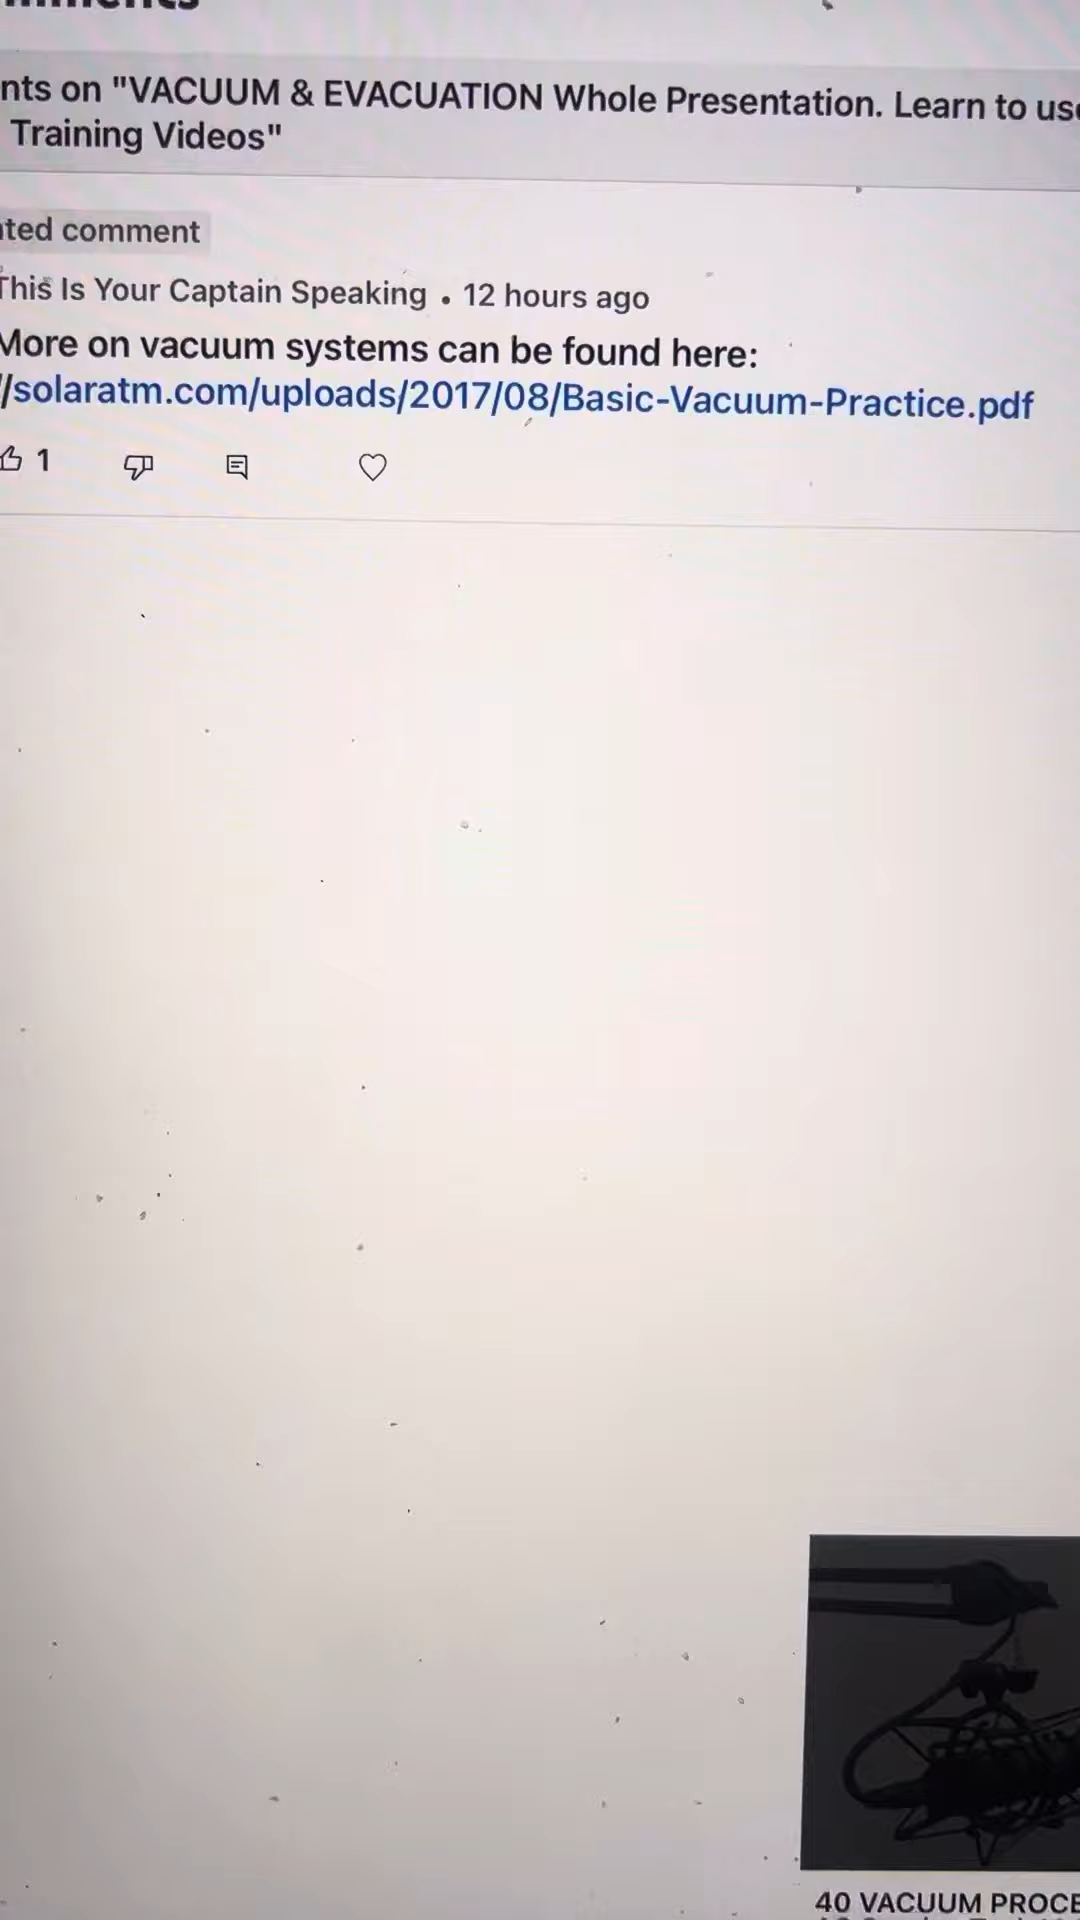 nts on "VACUUM & EVACUATION Whole Presentation. Learn to use
Training Videos"
ted comment
This Is Your Captain Speaking • 12 hours ago
More on vacuum systems can be found here:
//solaratm.com/uploads/2017/08/Basic-Vacuum-Practice.pdf
1
40 VACUUM PROCE